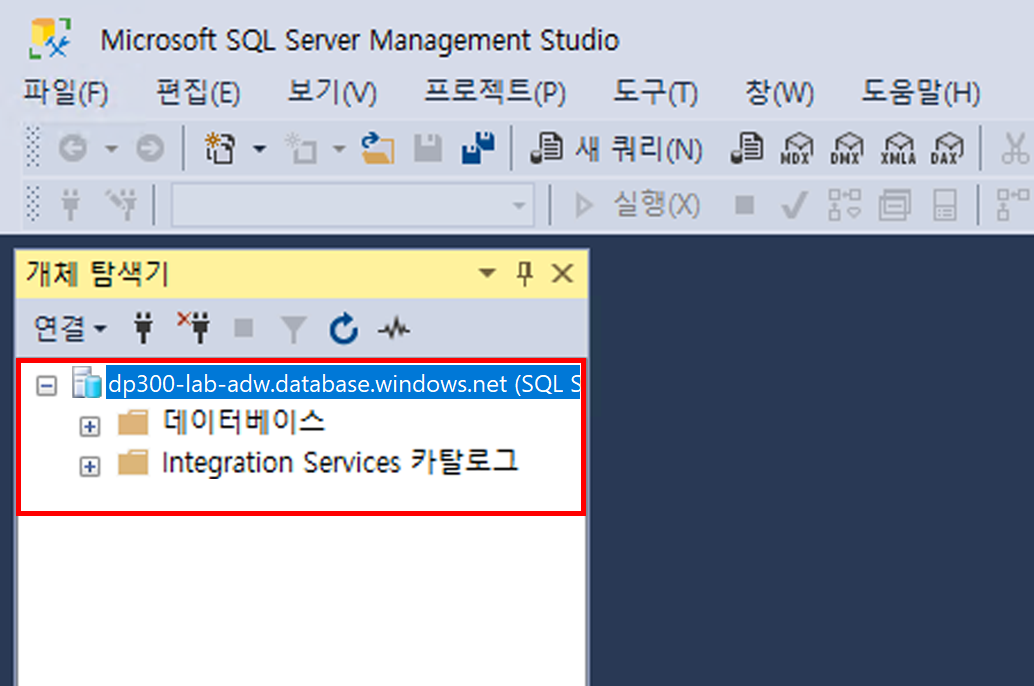 Microsoft SQL Server Management Studio
파일(F) 편집(E) 보기(V) 프로젝트(P) 도구(T) 창(W) 도움말(H)
새 쿼리(N) MDX DMX XMLA DAX
실행(X)
개체 탐색기
연결
dp300-lab-adw.database.windows.net (SQL S
데이터베이스
Integration Services 카탈로그